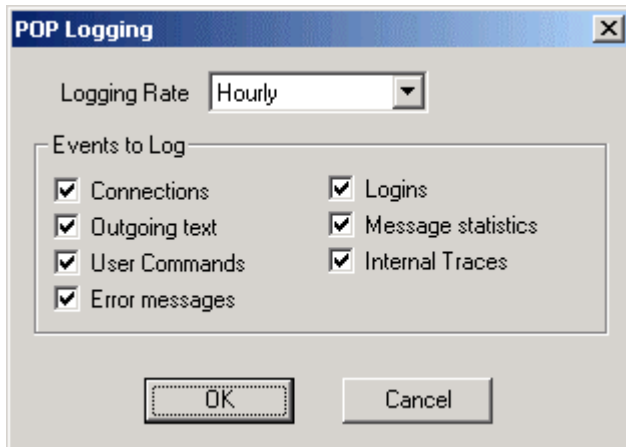 POP Logging
Logging Rate Hourly
Events to Log
Connections
Logins
Outgoing text
Message statistics
User Commands
Internal Traces
Error messages
OK
Cancel